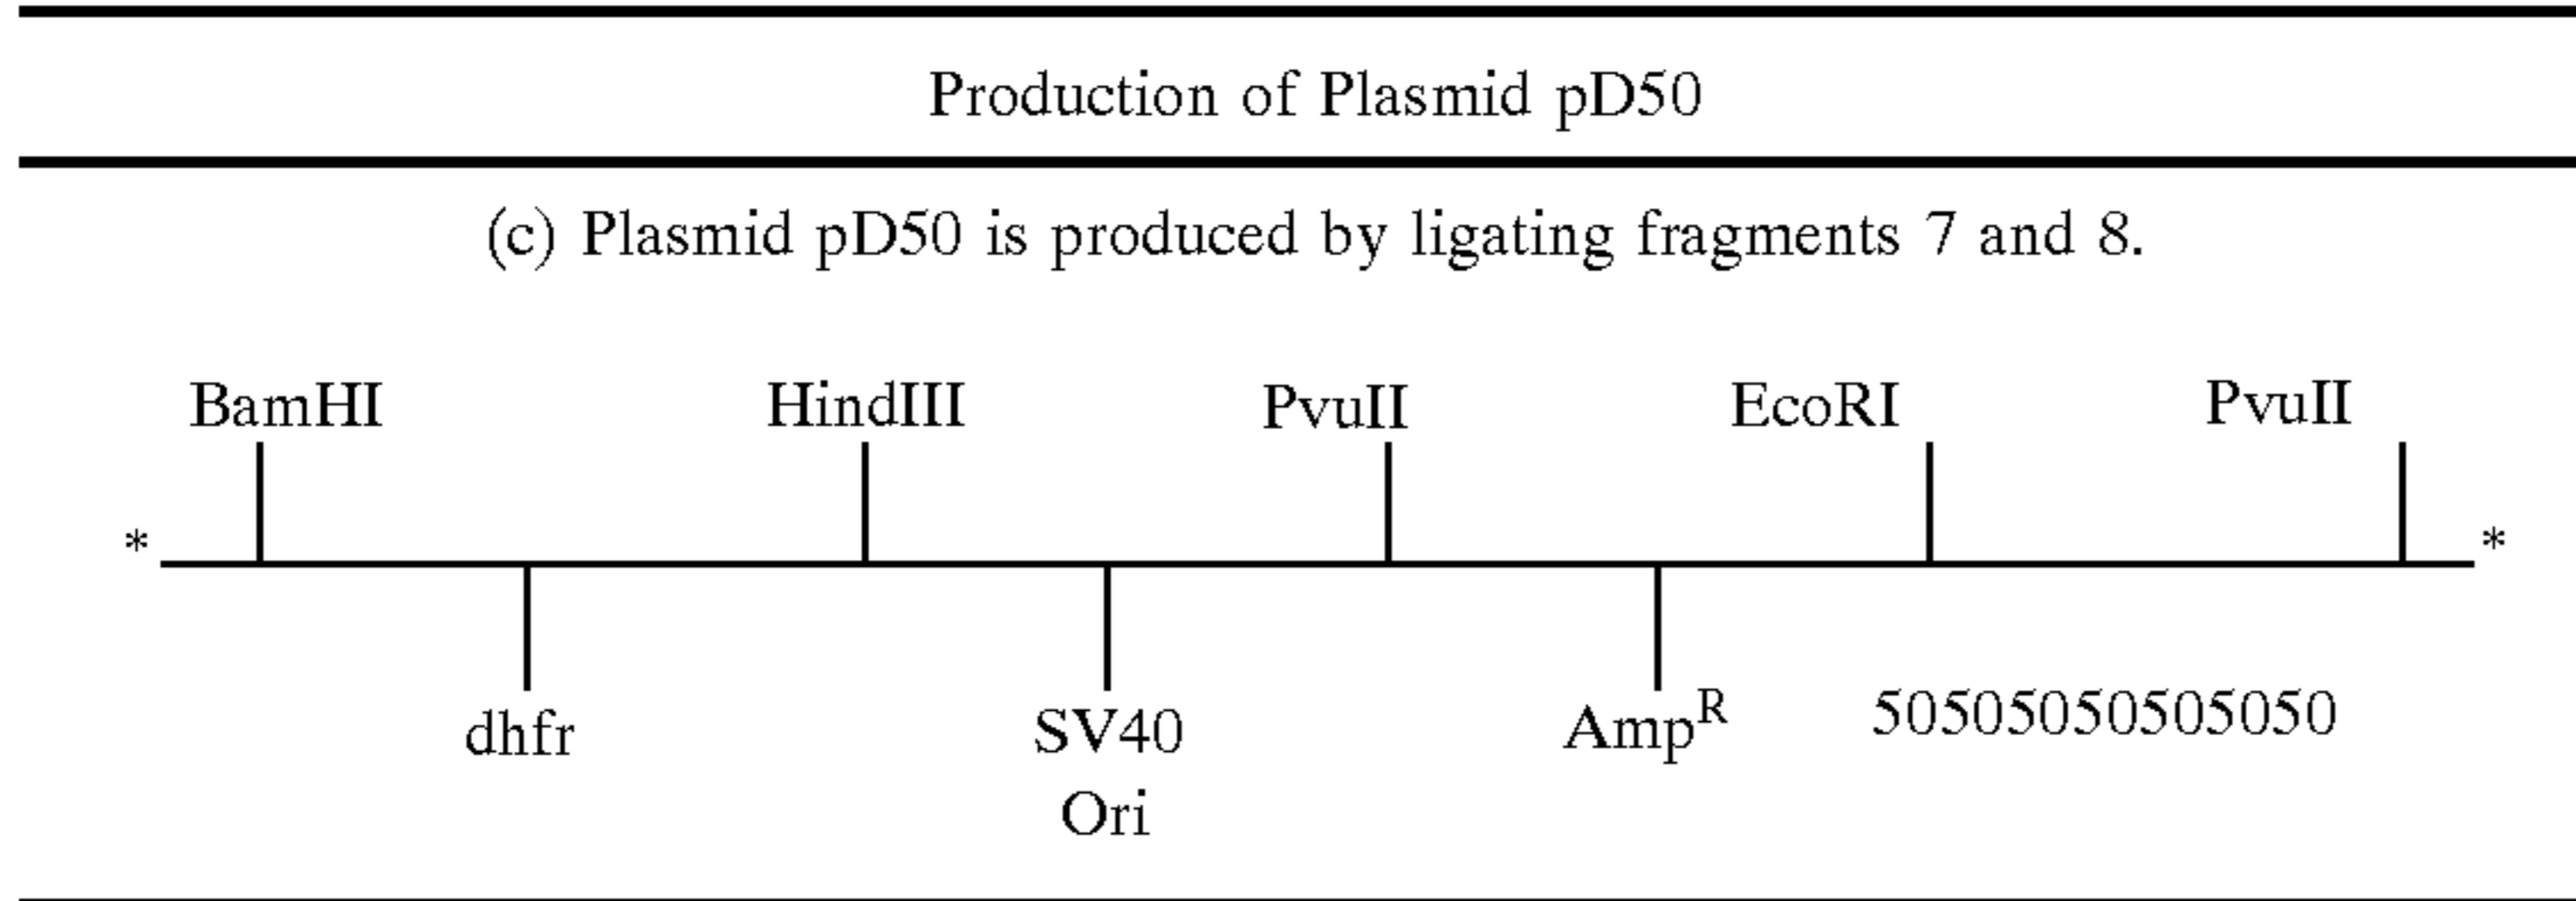 Production of Plasmid pD50
(c) Plasmid pD50 is produced by ligating fragments 7 and 8.
BamHI HindIII PvuII EcoRI PvuII
* *
dhfr SV40 Amp^R 50505050505050
Ori